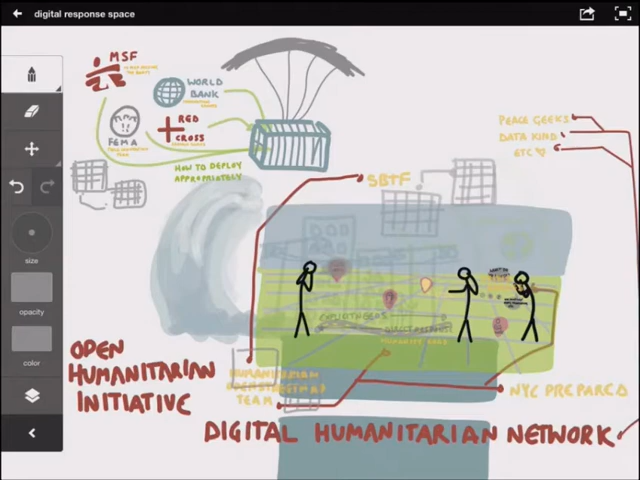 digital response space
MSF
WORLD
BANK
RED
CROSS
FEMA
HOW TO DEPLOY
APPROPRIATELY
PEACE GEEKS
DATA KIND
ETC
SBTF
size
opacity
color
OPEN
HUMANITARIAN
INITIATIVE
HUMANITARIAN
OPENSTREETMAP
TEAM
NYC PREPARED
DIGITAL HUMANITARIAN NETWORK